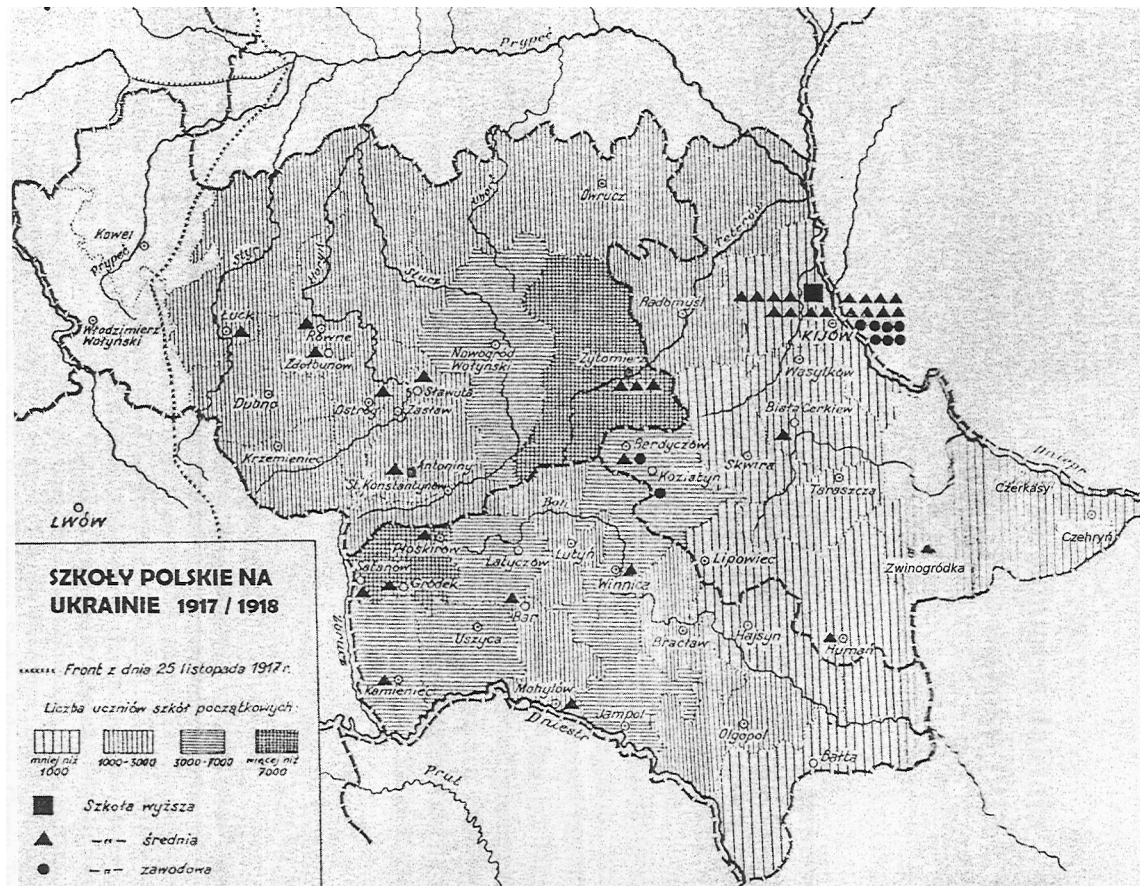 Prypeć
Uborć
Owrucz
Teterów
Kowel
Prypeć
Styr
Horyń
Słucz
Radomyśl
Łuck
Włodzimierz
Wołyński
Równe
Zdołbunów
Nowogród
Wołyński
Żytomierz
KIJÓW
Wasylków
Sławuta
Dubno
Ostróg
Zasław
Biała Cerkiew
Krzemieniec
Berdyczów
Skwira
Antoniny
Koziatyn
Taraszcza
Dniepr
St. Konstantynów
Czerkasy
LWÓW
Boh
Czehryń
Płoskirów
Latyczów
Lityń
Lipowiec
Zwinogródka
Satanów
Gródek
Winnica
Zbrucz
Bar
Uszyca
Bracław
Hajsyn
Humań
Kamieniec
Mohylów
Jampol
Dniestr
Olgopol
Bałta
Prut
SZKOŁY POLSKIE NA
UKRAINIE 1917 / 1918
Front z dnia 25 listopada 1917 r.
Liczba uczniów szkół początkowych:
mniej niż 1000
1000-3000
3000-7000
więcej niż 7000
Szkoła wyższa
—"— średnia
—"— zawodowa